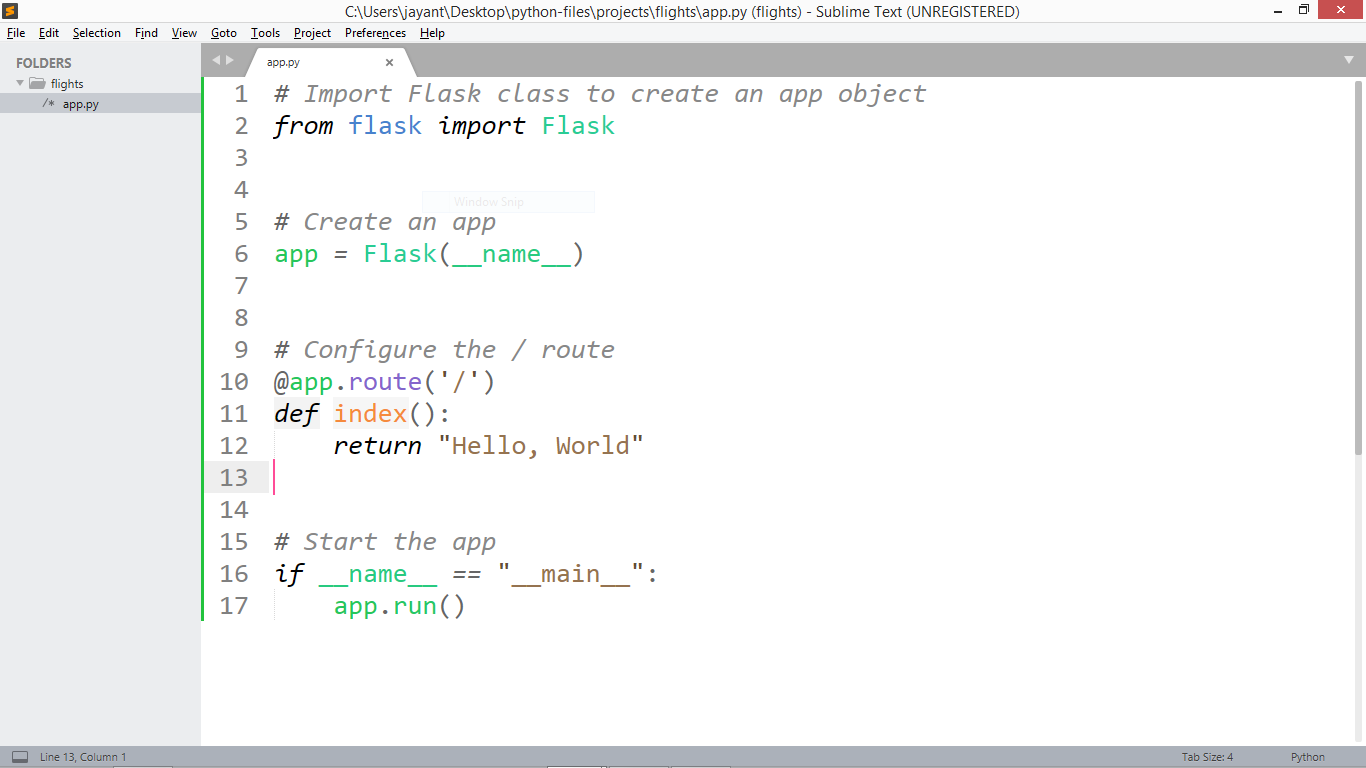 C:\Users\jayant\Desktop\python-files\projects\flights\app.py (flights) - Sublime Text (UNREGISTERED)
File Edit Selection Find View Goto Tools Project Preferences Help
FOLDERS
flights
/* app.py
app.py
1 # Import Flask class to create an app object
2 from flask import Flask
3
4
Window Snip
5 # Create an app
6 app = Flask(__name__)
7
8
9 # Configure the / route
10 @app.route('/')
11 def index():
12     return "Hello, World"
13
14
15 # Start the app
16 if __name__ == "__main__":
17     app.run()
Line 13, Column 1 Tab Size: 4 Python